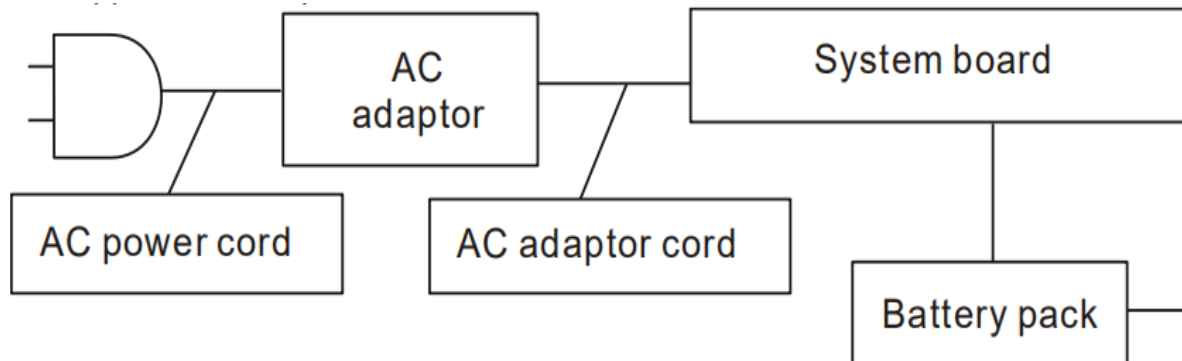 AC
adaptor
System board
AC power cord
AC adaptor cord
Battery pack